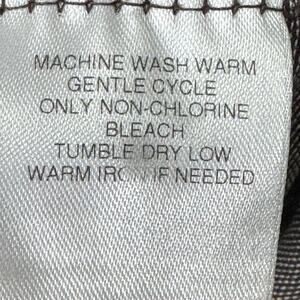 MACHINE WASH WARM
GENTLE CYCLE
ONLY NON-CHLORINE
BLEACH
TUMBLE DRY LOW
WARM IRON IF NEEDED